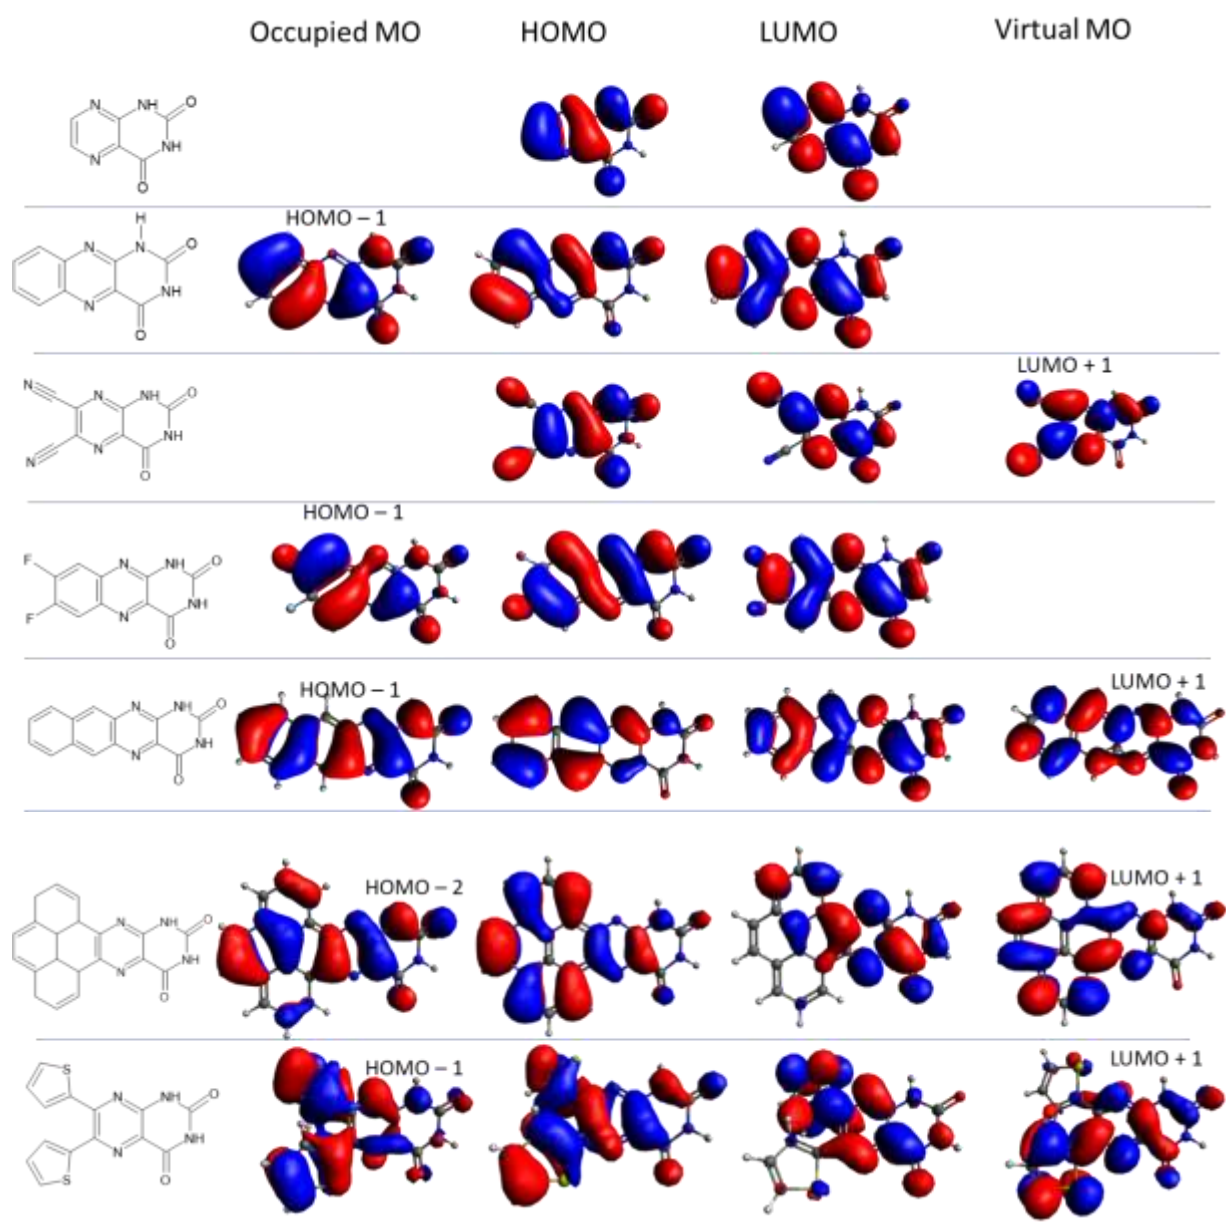 Occupied MO HOMO LUMO Virtual MO
N NH O
NH
N
O
HOMO – 1
H
N N O
NH
N
O
LUMO + 1
N N NH O
NH
N N
O
HOMO – 1
F N NH O
NH
F N
O
HOMO – 1 LUMO + 1
N NH O
NH
N
O
HOMO – 2 LUMO + 1
N NH O
NH
N
O
HOMO – 1 LUMO + 1
S N NH O
NH
S N
O